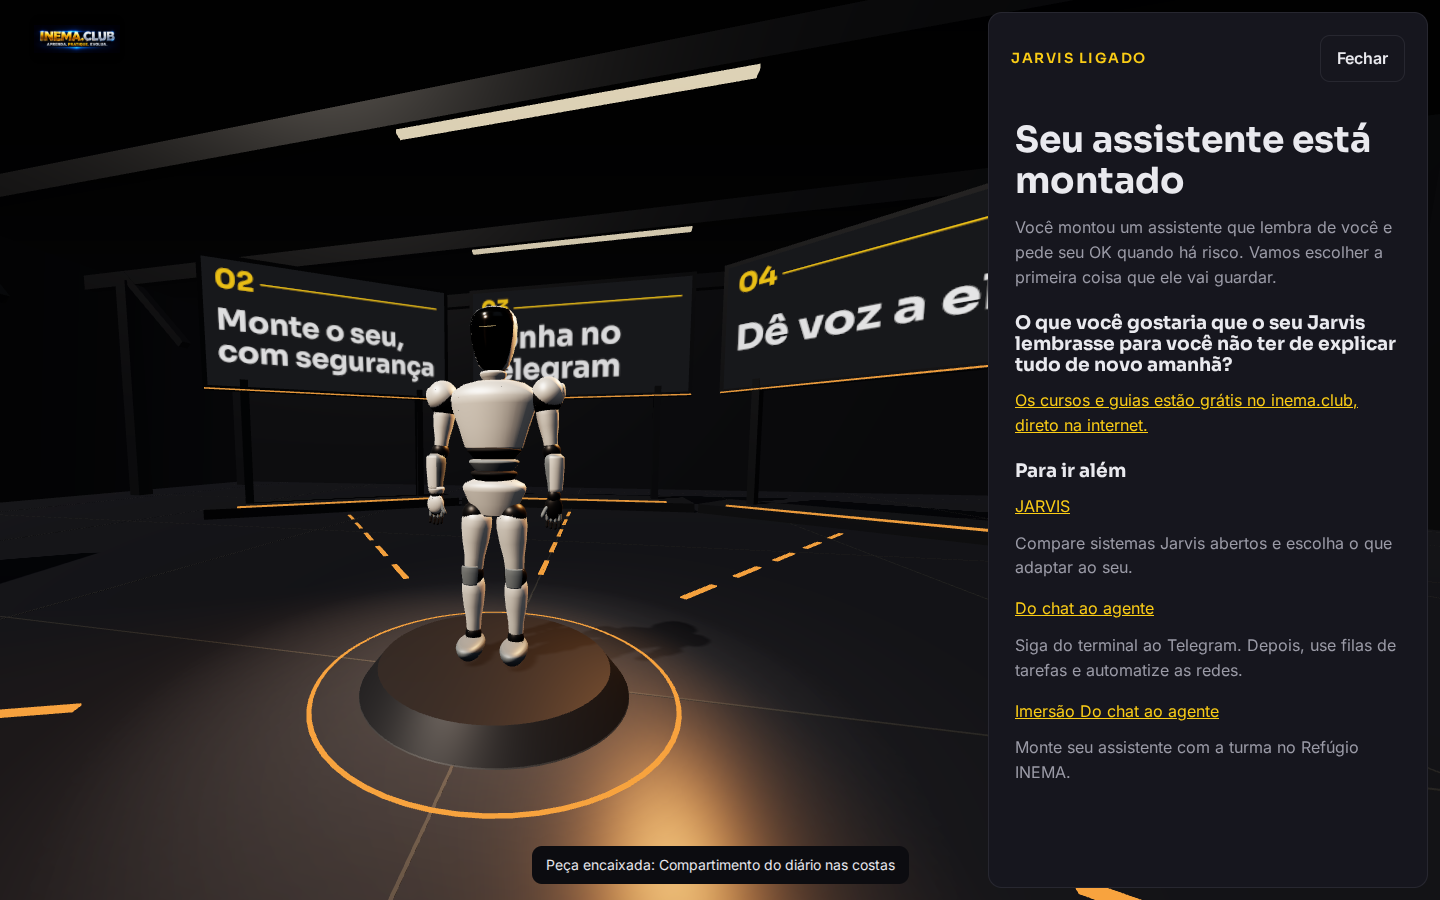 INEMA.CLUB
APRENDA, PRATIQUE, EVOLUA.
02
Monte o seu,
com segurança
03
nha no
elegram
04
Dê voz a el
JARVIS LIGADO
Fechar
Seu assistente está
montado
Você montou um assistente que lembra de você e
pede seu OK quando há risco. Vamos escolher a
primeira coisa que ele vai guardar.
O que você gostaria que o seu Jarvis
lembrasse para você não ter de explicar
tudo de novo amanhã?
Os cursos e guias estão grátis no inema.club,
direto na internet.
Para ir além
JARVIS
Compare sistemas Jarvis abertos e escolha o que
adaptar ao seu.
Do chat ao agente
Siga do terminal ao Telegram. Depois, use filas de
tarefas e automatize as redes.
Imersão Do chat ao agente
Monte seu assistente com a turma no Refúgio
INEMA.
Peça encaixada: Compartimento do diário nas costas